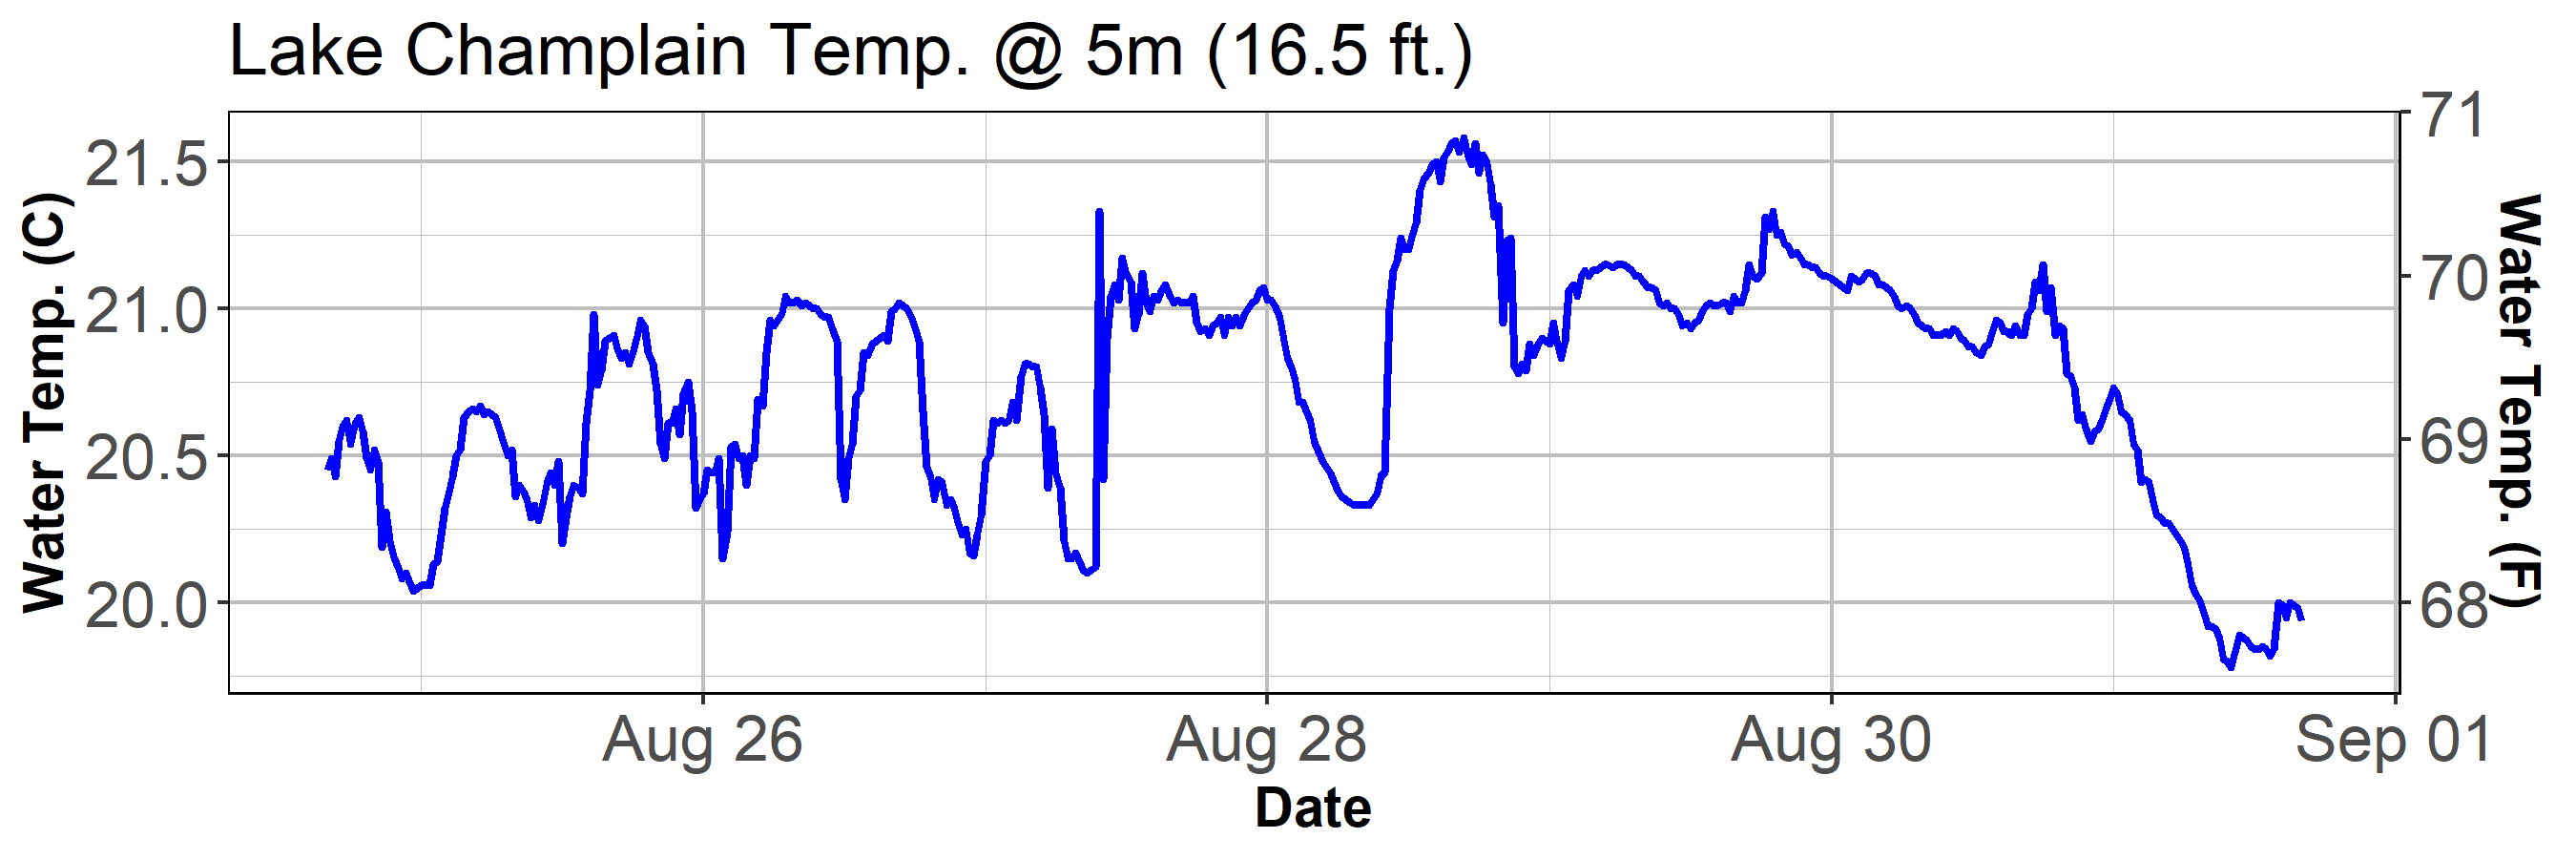 Lake Champlain Temp. @ 5m (16.5 ft.)
Water Temp. (C)
21.5
21.0
20.5
20.0
71
70
69
68
Water Temp. (F)
Aug 26
Aug 28
Aug 30
Sep 01
Date